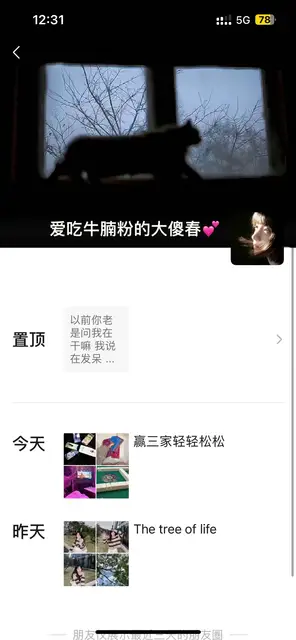 12:31
5G 78
爱吃牛腩粉的大傻春💕
置顶
以前你老
是问我在
干嘛 我说
在发呆 ...
今天
赢三家轻轻松松
昨天
The tree of life
朋友仅展示最近三天的朋友圈